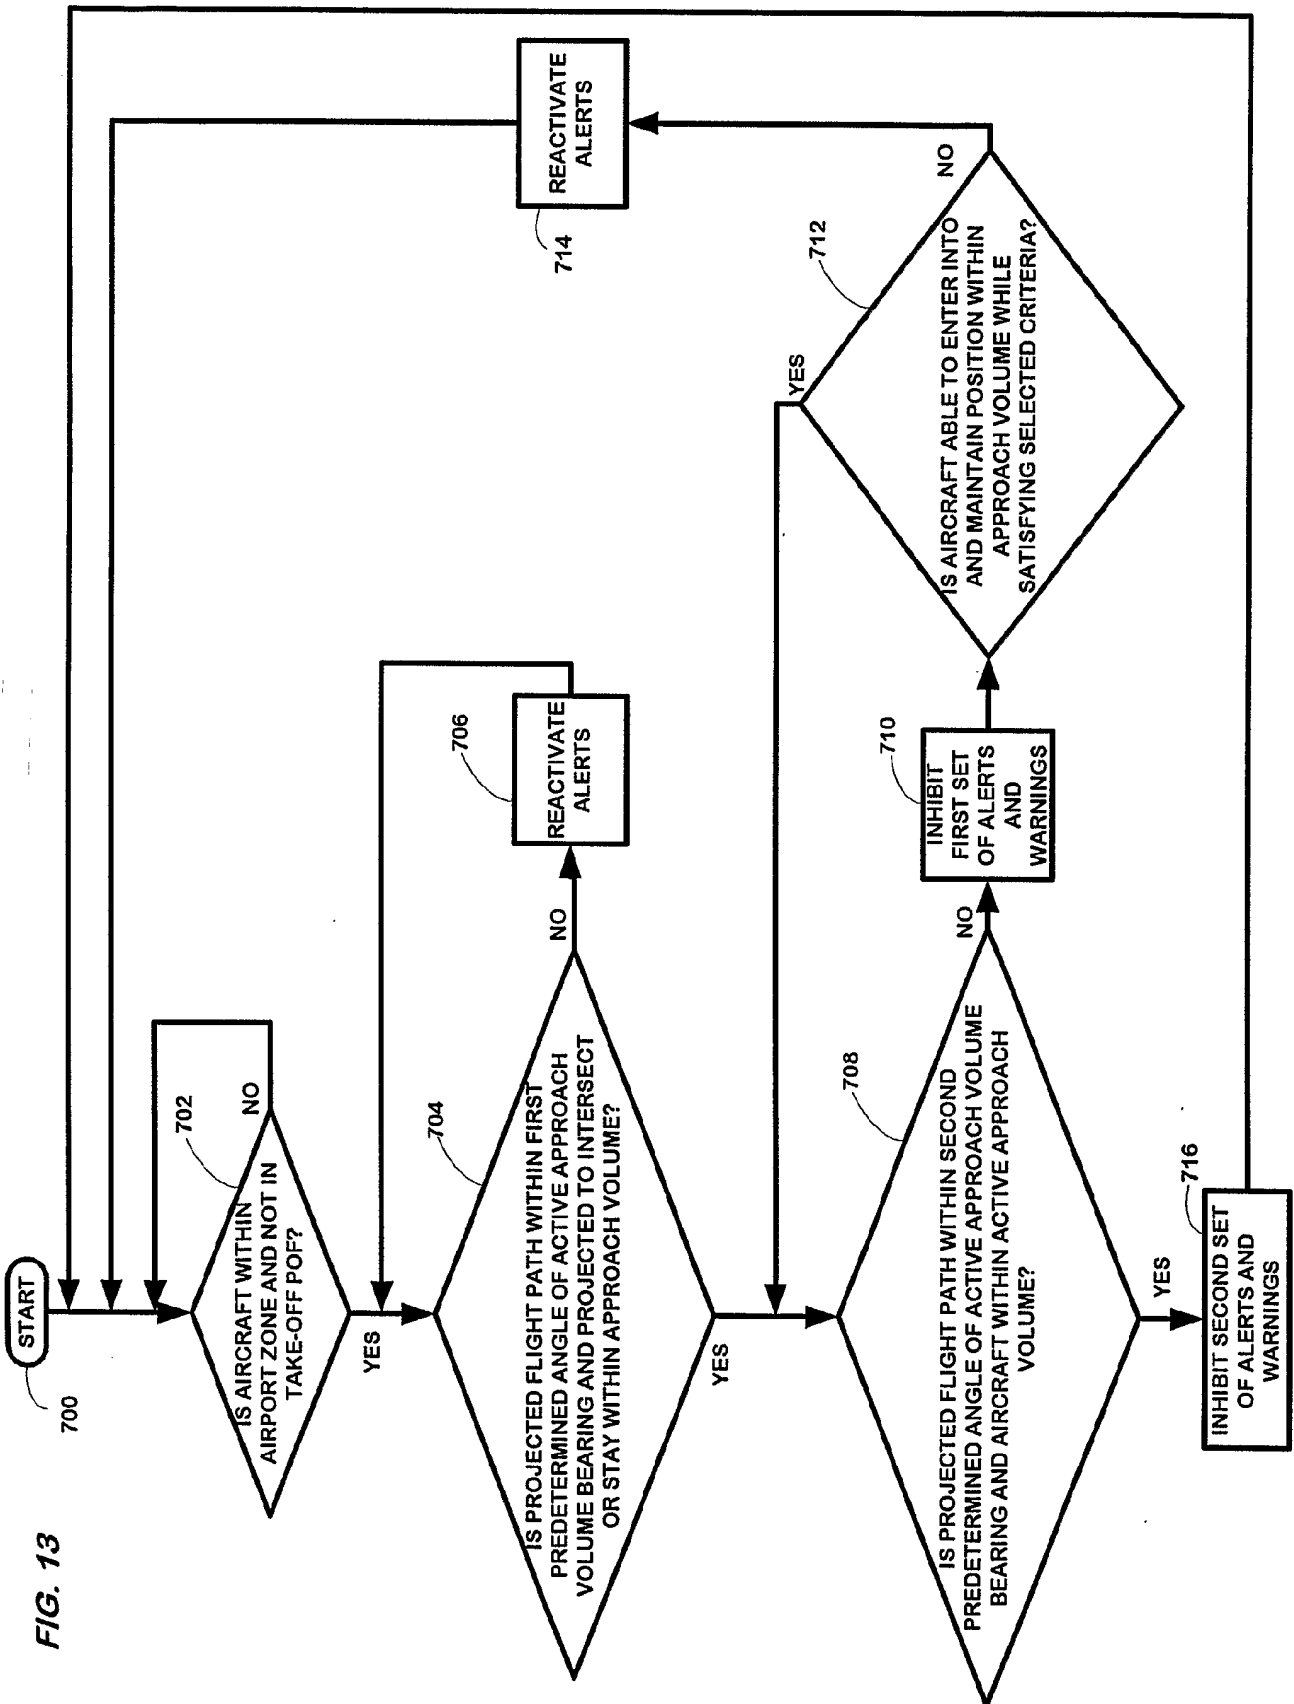 FIG. 13
START
700
IS AIRCRAFT WITHIN
AIRPORT ZONE AND NOT IN
TAKE-OFF POF?
702
NO
YES
IS PROJECTED FLIGHT PATH WITHIN FIRST
PREDETERMINED ANGLE OF ACTIVE APPROACH
VOLUME BEARING AND PROJECTED TO INTERSECT
OR STAY WITHIN APPROACH VOLUME?
704
NO
REACTIVATE
ALERTS
706
YES
IS PROJECTED FLIGHT PATH WITHIN SECOND
PREDETERMINED ANGLE OF ACTIVE APPROACH VOLUME
BEARING AND AIRCRAFT WITHIN ACTIVE APPROACH
VOLUME?
708
NO
INHIBIT
FIRST SET
OF ALERTS
AND
WARNINGS
710
IS AIRCRAFT ABLE TO ENTER INTO
AND MAINTAIN POSITION WITHIN
APPROACH VOLUME WHILE
SATISFYING SELECTED CRITERIA?
712
YES
NO
REACTIVATE
ALERTS
714
YES
INHIBIT SECOND SET
OF ALERTS AND
WARNINGS
716